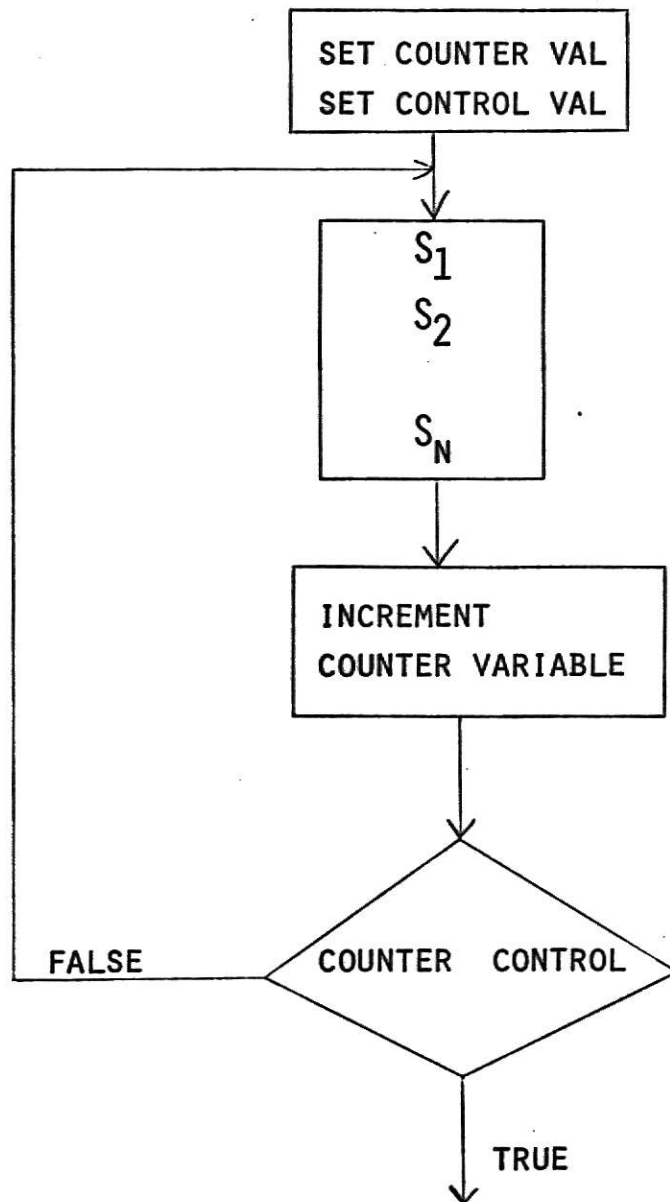 SET COUNTER VAL
SET CONTROL VAL
S1
S2
SN
INCREMENT
COUNTER VARIABLE
FALSE
COUNTER CONTROL
TRUE